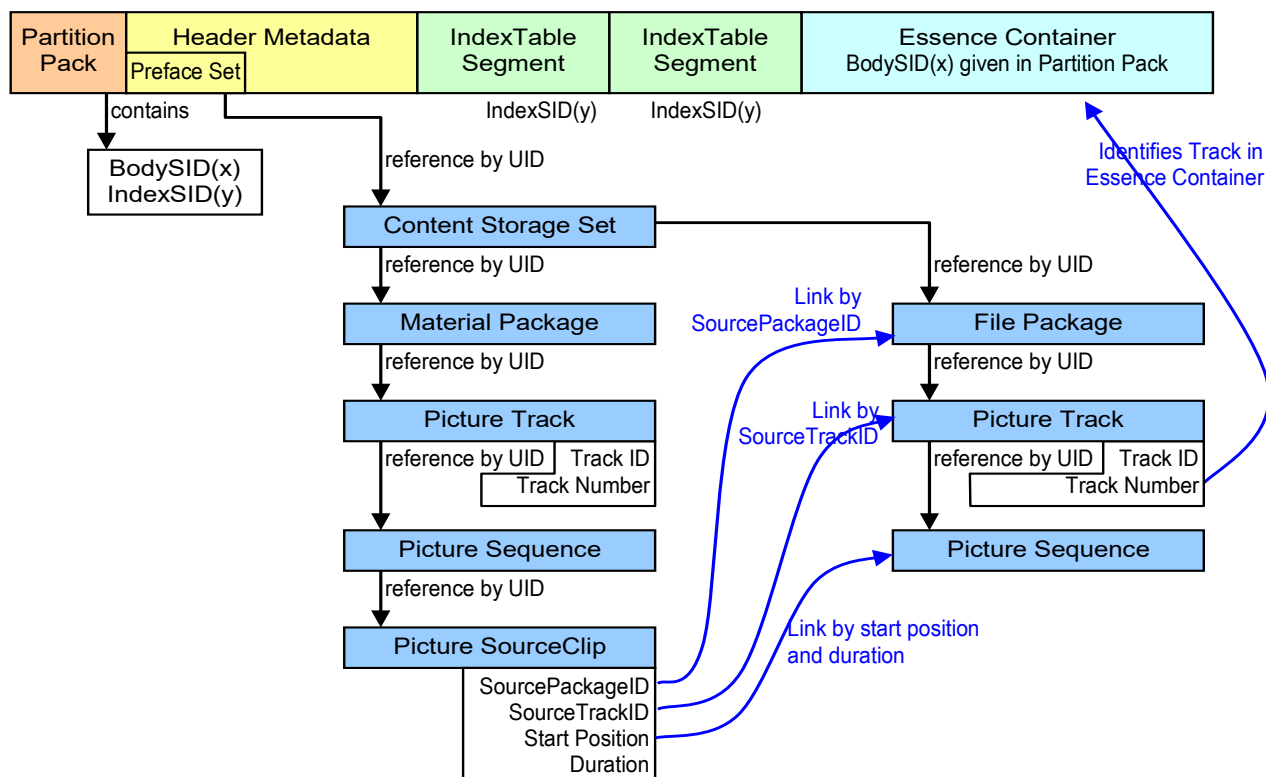 Partition
Pack
Header Metadata
Preface Set
IndexTable
Segment
IndexTable
Segment
Essence Container
BodySID(x) given in Partition Pack
contains
IndexSID(y)
IndexSID(y)
BodySID(x)
IndexSID(y)
reference by UID
Identifies Track in
Essence Container
Content Storage Set
reference by UID
reference by UID
Link by
SourcePackageID
Material Package
File Package
reference by UID
reference by UID
Link by
SourceTrackID
Picture Track
Picture Track
reference by UID
Track ID
Track Number
reference by UID
Track ID
Track Number
Picture Sequence
Picture Sequence
reference by UID
Picture SourceClip
Link by start position
and duration
SourcePackageID
SourceTrackID
Start Position
Duration